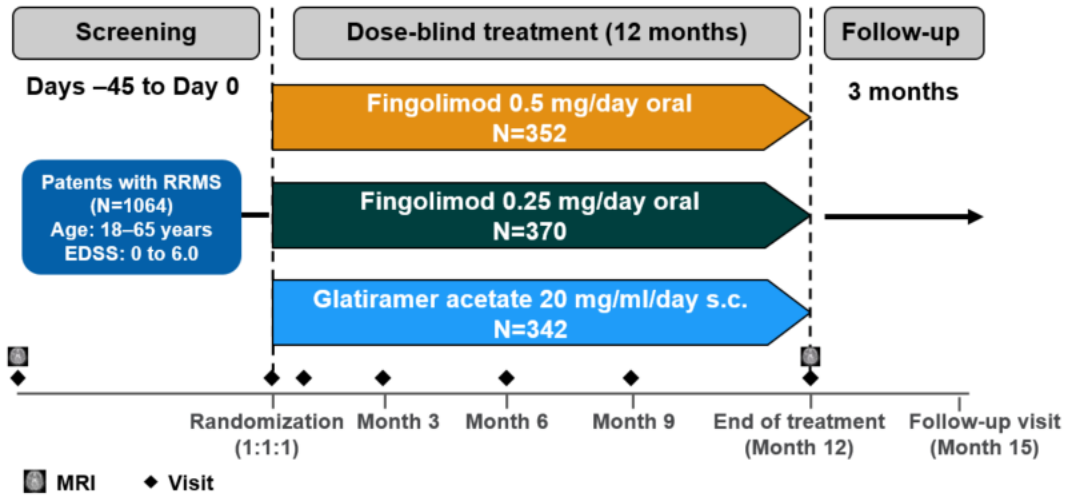 Screening
Dose-blind treatment (12 months)
Follow-up
Days –45 to Day 0
3 months
Fingolimod 0.5 mg/day oral
N=352
Patents with RRMS
(N=1064)
Age: 18–65 years
EDSS: 0 to 6.0
Fingolimod 0.25 mg/day oral
N=370
Glatiramer acetate 20 mg/ml/day s.c.
N=342
Randomization
(1:1:1)
Month 3
Month 6
Month 9
End of treatment
(Month 12)
Follow-up visit
(Month 15)
MRI
Visit